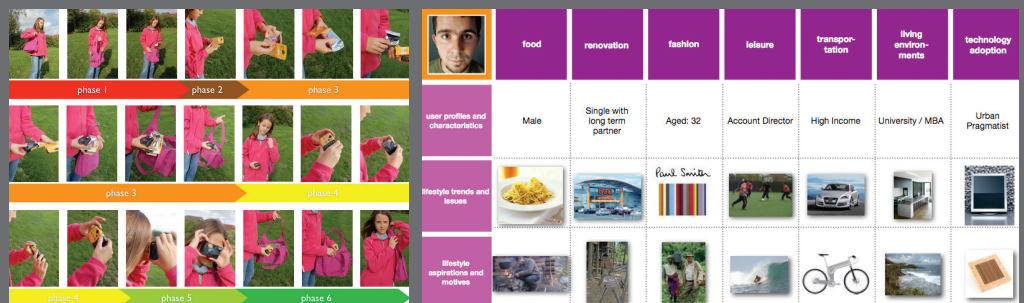 phase 1
phase 2
phase 3
phase 3
phase 4
phase 4
phase 5
phase 6
food
renovation
fashion
leisure
transpor-
tation
living
environ-
ments
technology
adoption
user profiles and
characteristics
Male
Single with
long term
partner
Aged: 32
Account Director
High Income
University / MBA
Urban
Pragmatist
lifestyle trends and
issues
Paul Smith
lifestyle
aspirations and
motives